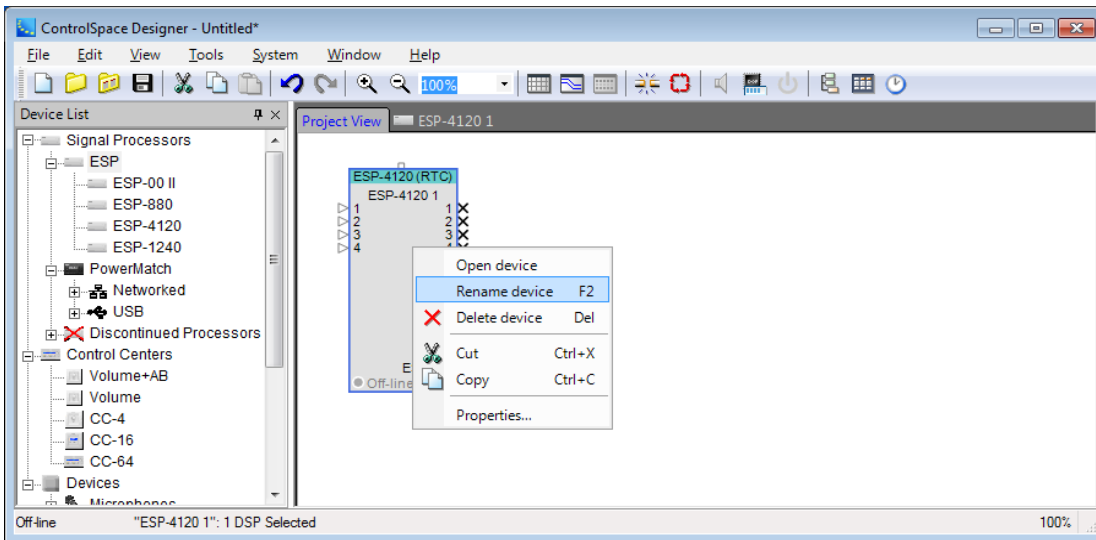 ControlSpace Designer - Untitled*
File Edit View Tools System Window Help
100%
Device List
Project View ESP-4120 1
Signal Processors
ESP
ESP-00 II
ESP-880
ESP-4120
ESP-1240
PowerMatch
Networked
USB
Discontinued Processors
Control Centers
Volume+AB
Volume
CC-4
CC-16
CC-64
Devices
Microphones
ESP-4120 (RTC)
ESP-4120 1
1 1
2 2
3 3
4 4
E
Off-line
Open device
Rename device F2
Delete device Del
Cut Ctrl+X
Copy Ctrl+C
Properties...
Off-line "ESP-4120 1": 1 DSP Selected 100%